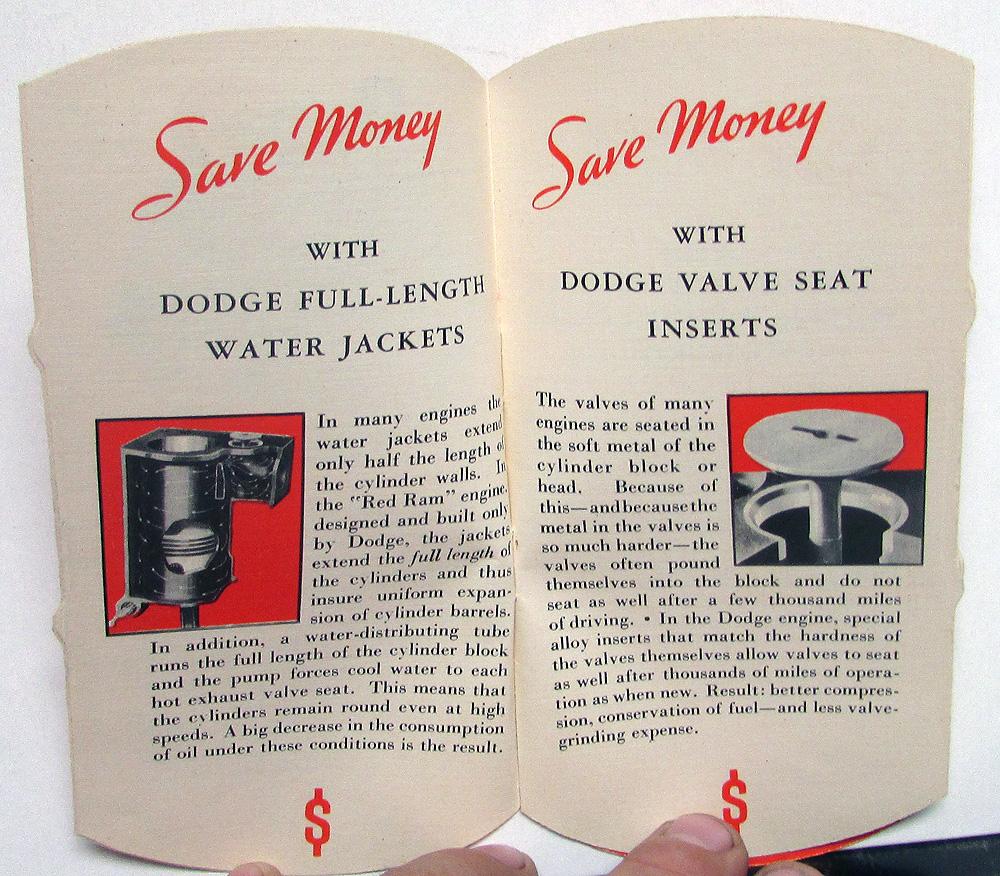 Save Money
WITH
DODGE FULL-LENGTH
WATER JACKETS
In many engines the
water jackets extend
only half the length of
the cylinder walls. In
the "Red Ram" engine,
designed and built only
by Dodge, the jackets
extend the full length of
the cylinders and thus
insure uniform expan-
sion of cylinder barrels.
In addition, a water-distributing tube
runs the full length of the cylinder block
and the pump forces cool water to each
hot exhaust valve seat. This means that
the cylinders remain round even at high
speeds. A big decrease in the consumption
of oil under these conditions is the result.
$
Save Money
WITH
DODGE VALVE SEAT
INSERTS
The valves of many
engines are seated in
the soft metal of the
cylinder block or
head. Because of
this—and because the
metal in the valves is
so much harder—the
valves often pound
themselves into the block and do not
seat as well after a few thousand miles
of driving. • In the Dodge engine, special
alloy inserts that match the hardness of
the valves themselves allow valves to seat
as well after thousands of miles of opera-
tion as when new. Result: better compres-
sion, conservation of fuel—and less valve-
grinding expense.
$